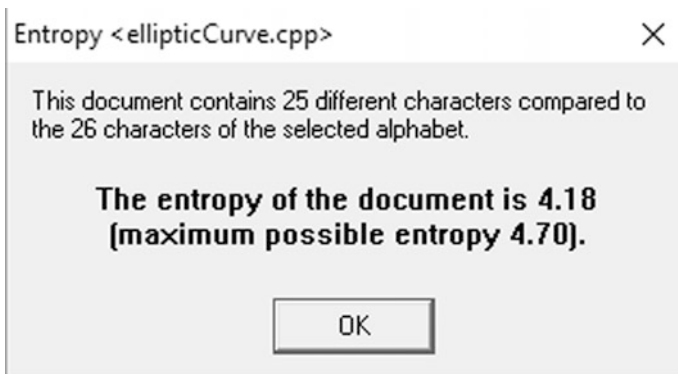 Entropy <ellipticCurve.cpp>
This document contains 25 different characters compared to
the 26 characters of the selected alphabet.
The entropy of the document is 4.18
(maximum possible entropy 4.70).
OK